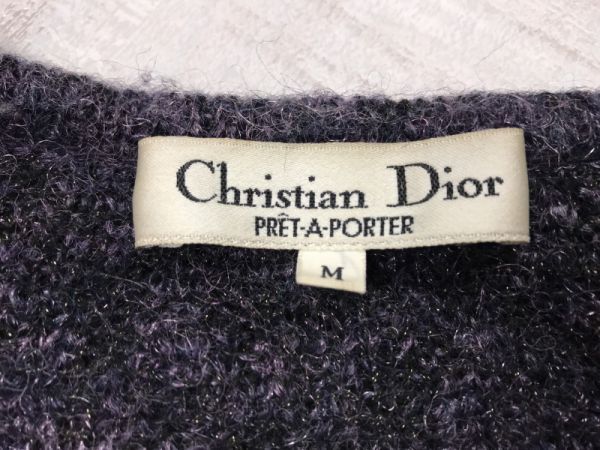 Christian Dior
PRÊT-A-PORTER
M